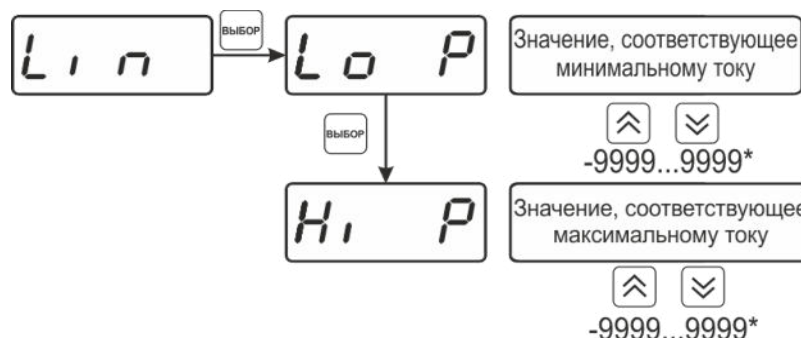 Lin
ВЫБОР
Lo P
Значение, соответствующее
минимальному току
-9999...9999*
ВЫБОР
Hi P
Значение, соответствующее
максимальному току
-9999...9999*